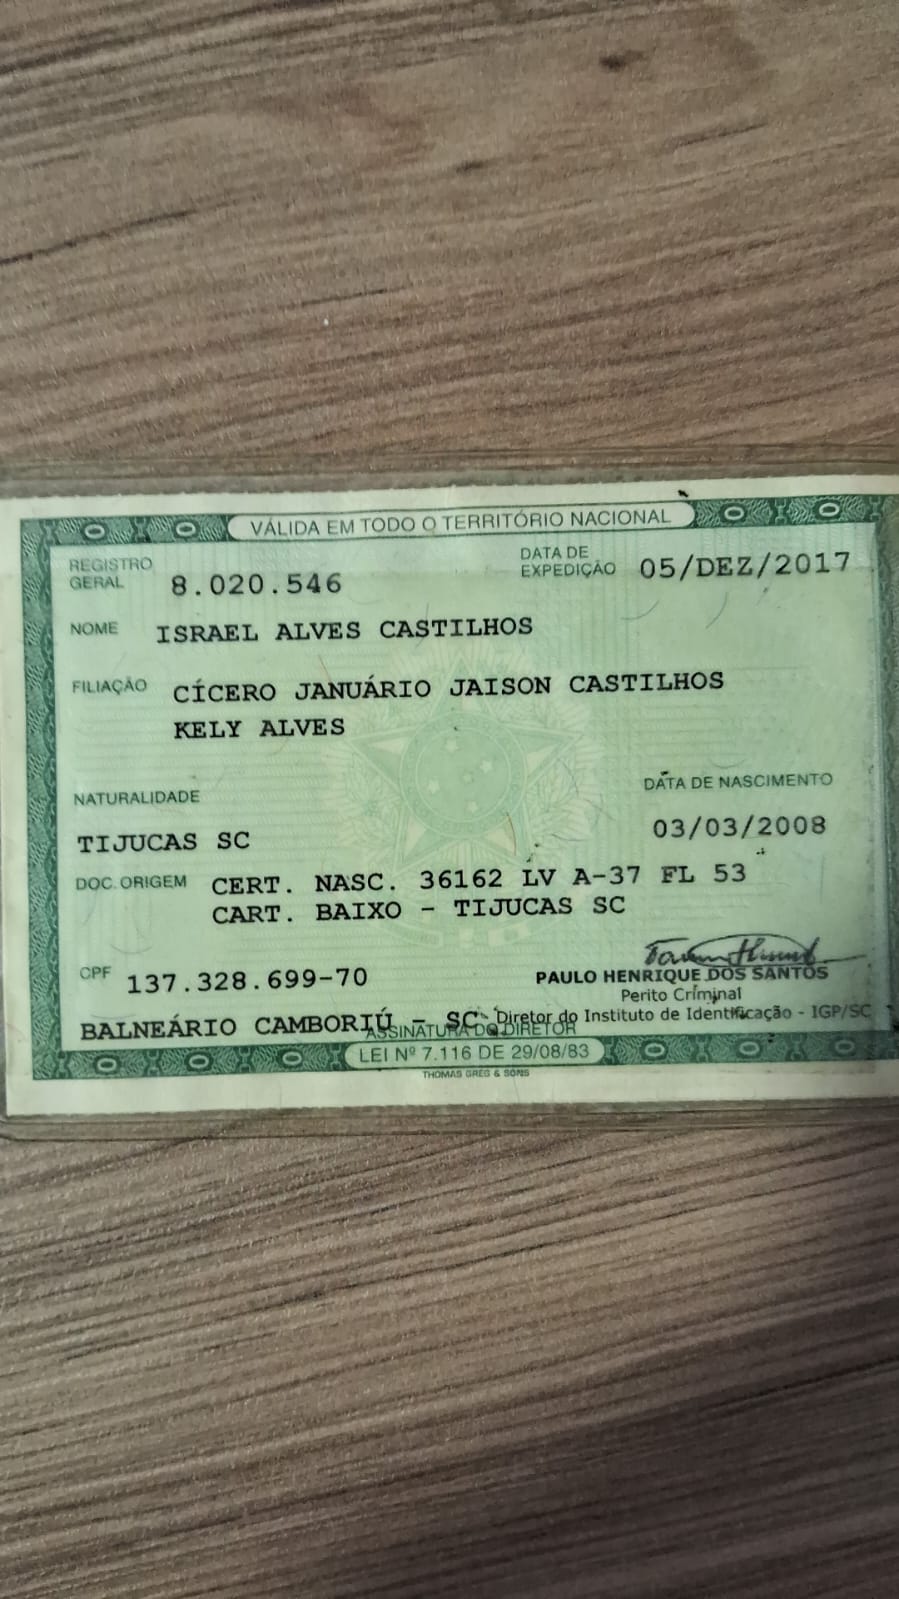 VÁLIDA EM TODO O TERRITÓRIO NACIONAL
REGISTRO GERAL 8.020.546 DATA DE EXPEDIÇÃO 05/DEZ/2017
NOME ISRAEL ALVES CASTILHOS
FILIAÇÃO CÍCERO JANUÁRIO JAISON CASTILHOS
KELY ALVES
NATURALIDADE DATA DE NASCIMENTO
TIJUCAS SC 03/03/2008
DOC. ORIGEM CERT. NASC. 36162 LV A-37 FL 53
CART. BAIXO - TIJUCAS SC
CPF 137.328.699-70 PAULO HENRIQUE DOS SANTOS
Perito Criminal
BALNEÁRIO CAMBORIÚ - SC Diretor do Instituto de Identificação - IGP/SC
ASSINATURA DO DIRETOR
LEI Nº 7.116 DE 29/08/83
THOMAS GREG & SONS